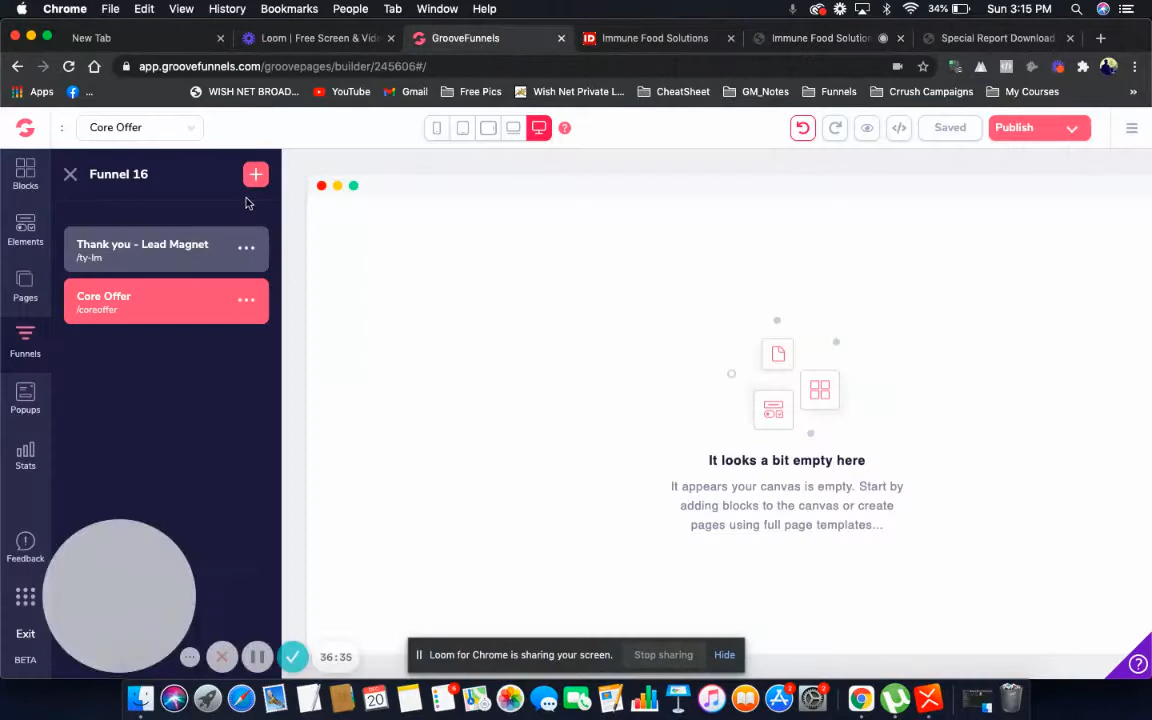 Chrome File Edit View History Bookmarks People Tab Window Help 34% Sun 3:15 PM
New Tab Loom | Free Screen & Vide GrooveFunnels Immune Food Solutions Immune Food Solution Special Report Download
app.groovefunnels.com/groovepages/builder/245606#/
Apps ... WISH NET BROAD... YouTube Gmail Free Pics Wish Net Private L... CheatSheet GM_Notes Funnels Crrush Campaigns My Courses »
: Core Offer ? </> Saved Publish
Blocks
Funnel 16
Elements
Thank you - Lead Magnet
/ty-lm
Pages
Core Offer
/coreoffer
Funnels
Popups
Stats
It looks a bit empty here
It appears your canvas is empty. Start by
adding blocks to the canvas or create
pages using full page templates...
Feedback
Exit
BETA
36:35
Loom for Chrome is sharing your screen. Stop sharing Hide
?
DEC
20
6
2
2